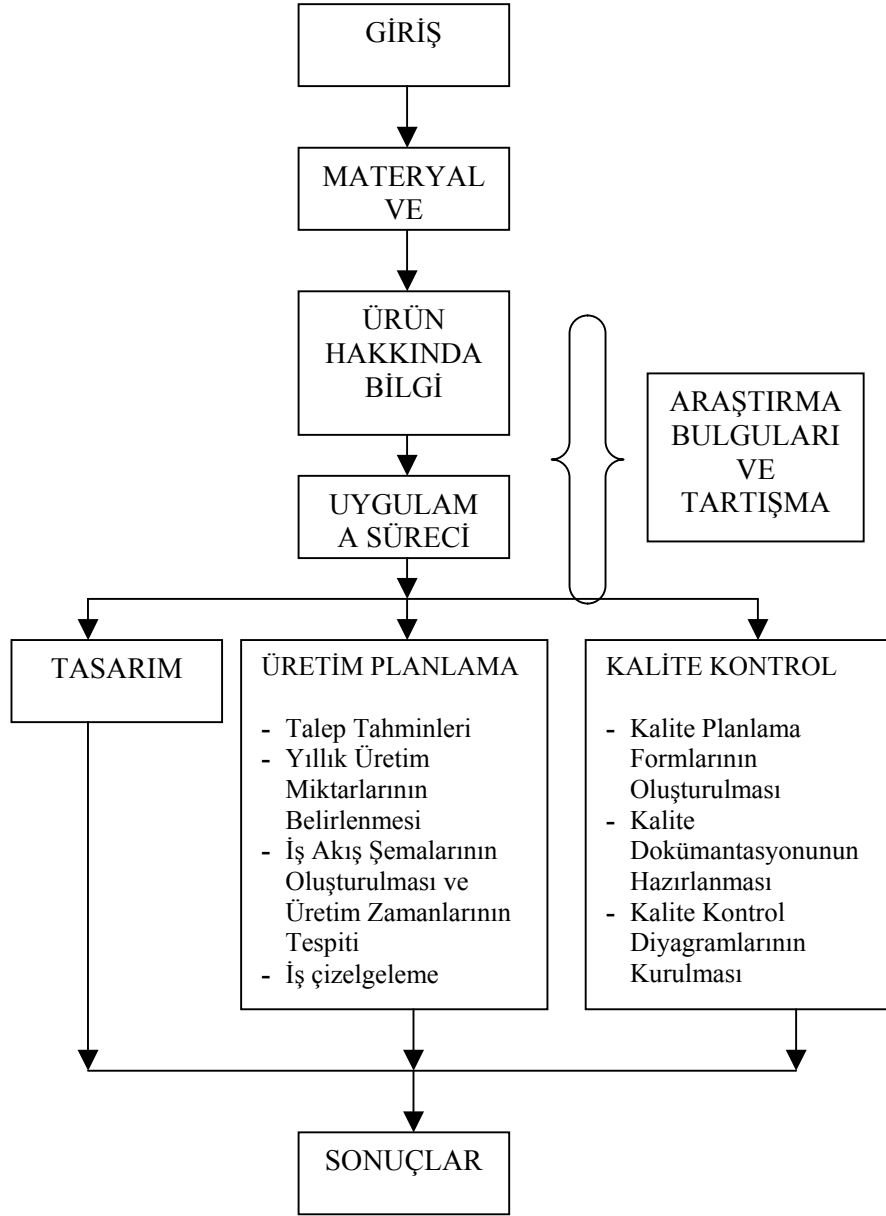 GİRİŞ
MATERYAL
VE
ÜRÜN
HAKKINDA
BİLGİ
ARAŞTIRMA
BULGULARI
VE
TARTIŞMA
UYGULAM
A SÜRECİ
TASARIM
ÜRETİM PLANLAMA
- Talep Tahminleri
- Yıllık Üretim
Miktarlarının
Belirlenmesi
- İş Akış Şemalarının
Oluşturulması ve
Üretim Zamanlarının
Tespiti
- İş çizelgeleme
KALİTE KONTROL
- Kalite Planlama
Formlarının
Oluşturulması
- Kalite
Dokümantasyonunun
Hazırlanması
- Kalite Kontrol
Diyagramlarının
Kurulması
SONUÇLAR